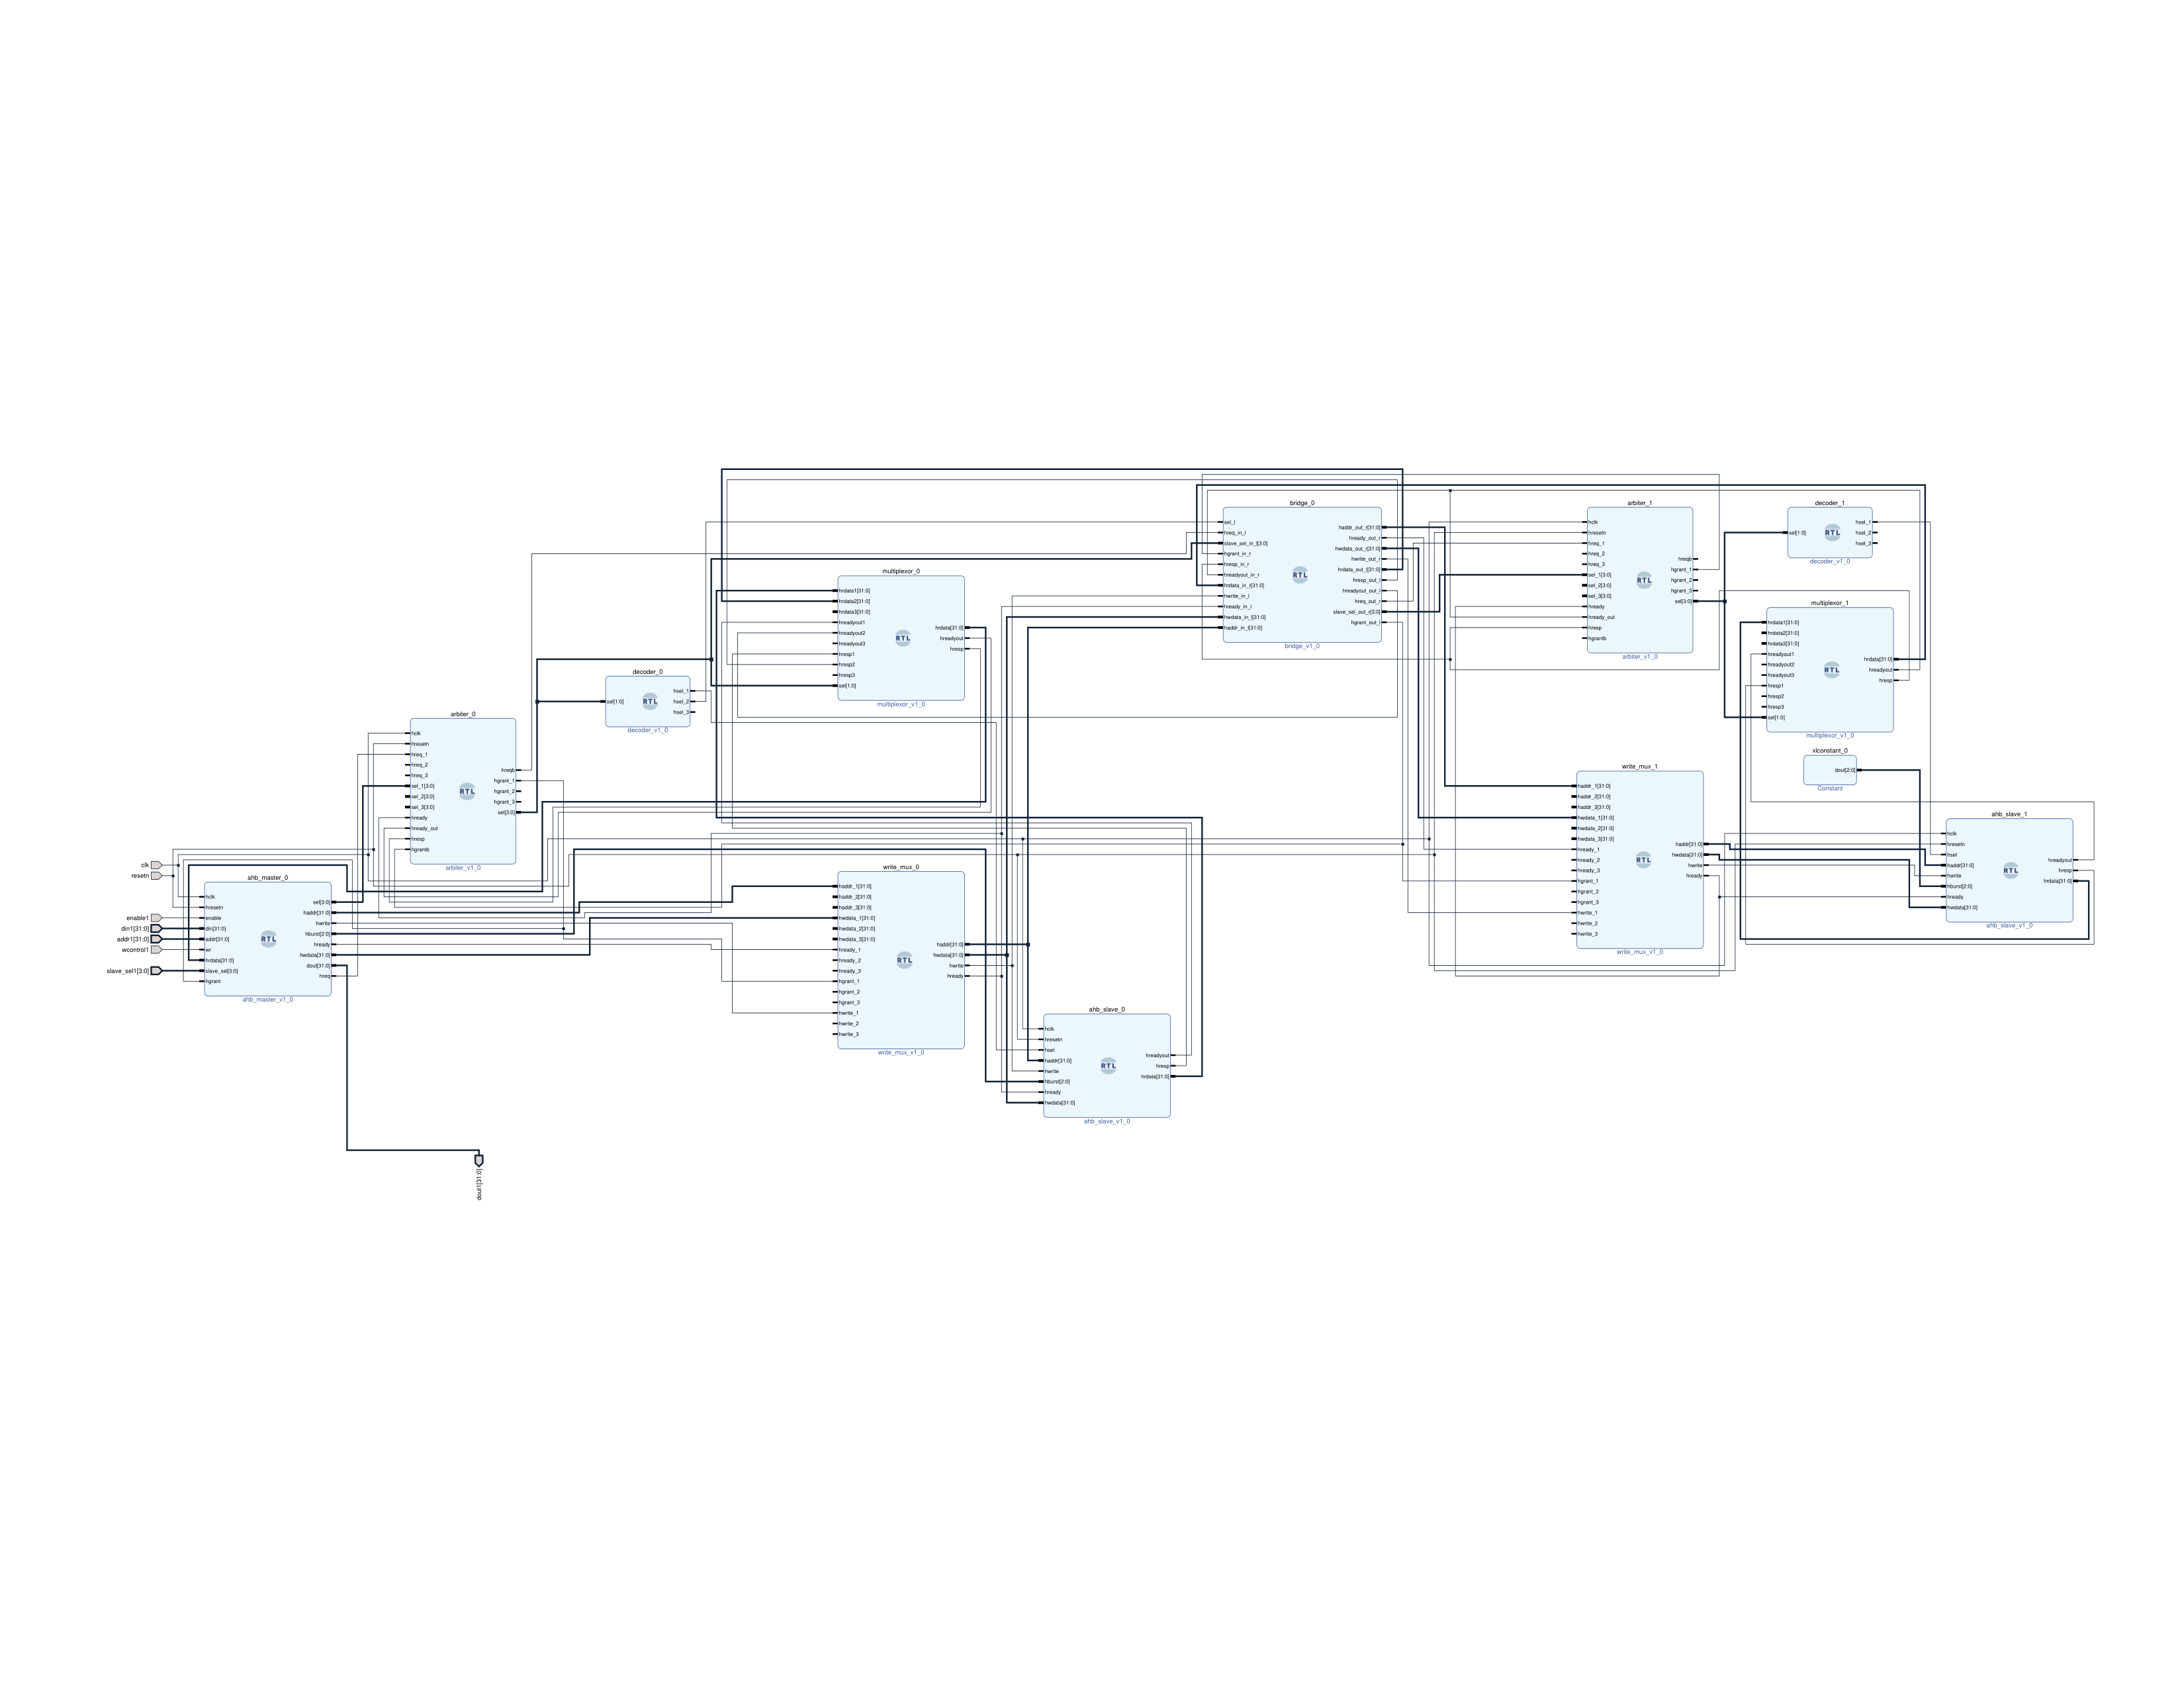 clk
resetn
enable1
din1[31:0]
addr1[31:0]
wcontrol1
slave_sel1[3:0]
ahb_master_0
hclk
hresetn
enable
din[31:0]
addr[31:0]
wr
hrdata[31:0]
slave_sel[3:0]
hgrant
RTL
sel[3:0]
haddr[31:0]
hwrite
hburst[2:0]
hready
hwdata[31:0]
dout[31:0]
hreq
ahb_master_v1_0
dout1[31:0]
arbiter_0
hclk
hresetn
hreq_1
hreq_2
hreq_3
sel_1[3:0]
sel_2[3:0]
sel_3[3:0]
hready
hready_out
hresp
hgrantb
RTL
hreqb
hgrant_1
hgrant_2
hgrant_3
sel[3:0]
arbiter_v1_0
decoder_0
sel[1:0]
RTL
hsel_1
hsel_2
hsel_3
decoder_v1_0
multiplexor_0
hrdata1[31:0]
hrdata2[31:0]
hrdata3[31:0]
hreadyout1
hreadyout2
hreadyout3
hresp1
hresp2
hresp3
sel[1:0]
RTL
hrdata[31:0]
hreadyout
hresp
multiplexor_v1_0
write_mux_0
haddr_1[31:0]
haddr_2[31:0]
haddr_3[31:0]
hwdata_1[31:0]
hwdata_2[31:0]
hwdata_3[31:0]
hready_1
hready_2
hready_3
hgrant_1
hgrant_2
hgrant_3
hwrite_1
hwrite_2
hwrite_3
RTL
haddr[31:0]
hwdata[31:0]
hwrite
hready
write_mux_v1_0
ahb_slave_0
hclk
hresetn
hsel
haddr[31:0]
hwrite
hburst[2:0]
hready
hwdata[31:0]
RTL
hreadyout
hresp
hrdata[31:0]
ahb_slave_v1_0
bridge_0
sel_l
hreq_in_l
slave_sel_in_l[3:0]
hgrant_in_r
hresp_in_r
hreadyout_in_r
hrdata_in_r[31:0]
hwrite_in_l
hready_in_l
hwdata_in_l[31:0]
haddr_in_l[31:0]
RTL
haddr_out_r[31:0]
hready_out_r
hwdata_out_r[31:0]
hwrite_out_r
hrdata_out_l[31:0]
hresp_out_l
hreadyout_out_l
hreq_out_r
slave_sel_out_r[3:0]
hgrant_out_l
bridge_v1_0
arbiter_1
hclk
hresetn
hreq_1
hreq_2
hreq_3
sel_1[3:0]
sel_2[3:0]
sel_3[3:0]
hready
hready_out
hresp
hgrantb
RTL
hreqb
hgrant_1
hgrant_2
hgrant_3
sel[3:0]
arbiter_v1_0
decoder_1
sel[1:0]
RTL
hsel_1
hsel_2
hsel_3
decoder_v1_0
multiplexor_1
hrdata1[31:0]
hrdata2[31:0]
hrdata3[31:0]
hreadyout1
hreadyout2
hreadyout3
hresp1
hresp2
hresp3
sel[1:0]
RTL
hrdata[31:0]
hreadyout
hresp
multiplexor_v1_0
xlconstant_0
dout[2:0]
Constant
write_mux_1
haddr_1[31:0]
haddr_2[31:0]
haddr_3[31:0]
hwdata_1[31:0]
hwdata_2[31:0]
hwdata_3[31:0]
hready_1
hready_2
hready_3
hgrant_1
hgrant_2
hgrant_3
hwrite_1
hwrite_2
hwrite_3
RTL
haddr[31:0]
hwdata[31:0]
hwrite
hready
write_mux_v1_0
ahb_slave_1
hclk
hresetn
hsel
haddr[31:0]
hwrite
hburst[2:0]
hready
hwdata[31:0]
RTL
hreadyout
hresp
hrdata[31:0]
ahb_slave_v1_0